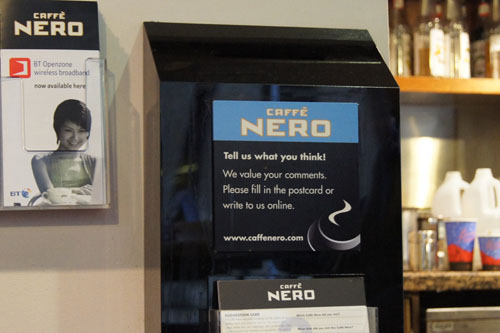 CAFFÈ
NERO
BT Openzone
wireless broadband
now available here
BT
CAFFÈ
NERO
Tell us what you think!
We value your comments.
Please fill in the postcard or
write to us online.
www.caffenero.com
CAFFÈ
NERO